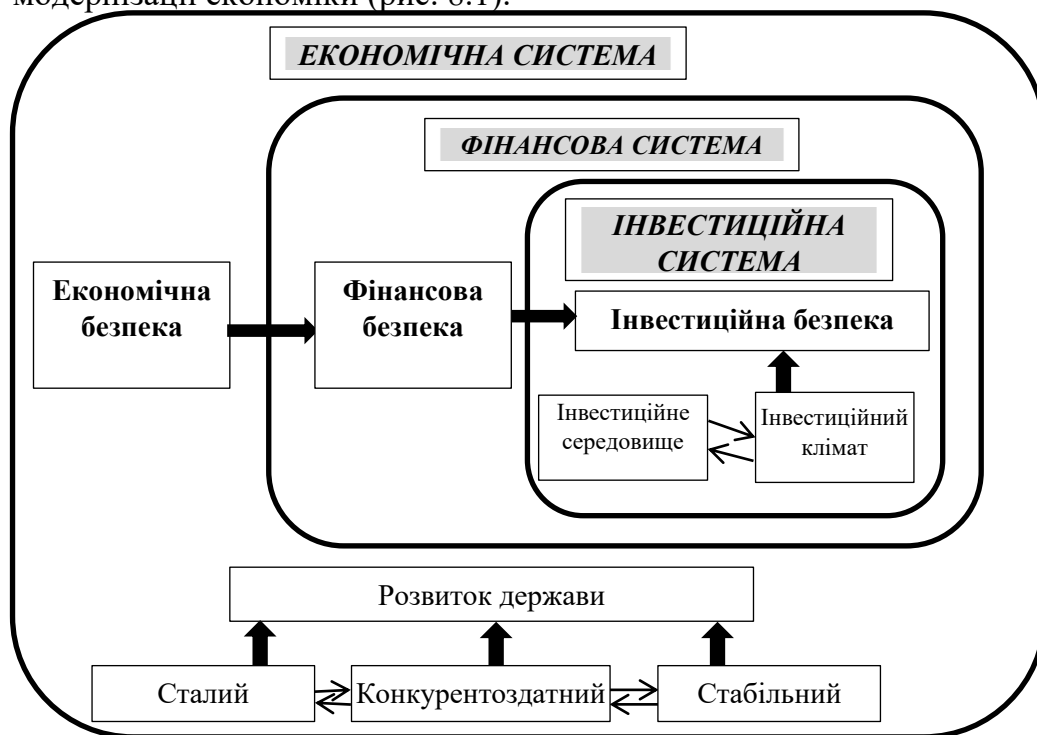 модернізації економіки (рис. 8.1).
ЕКОНОМІЧНА СИСТЕМА
ФІНАНСОВА СИСТЕМА
ІНВЕСТИЦІЙНА
СИСТЕМА
Економічна
безпека
Фінансова
безпека
Інвестиційна безпека
Інвестиційне
середовище
Інвестиційний
клімат
Розвиток держави
Сталий
Конкурентоздатний
Стабільний